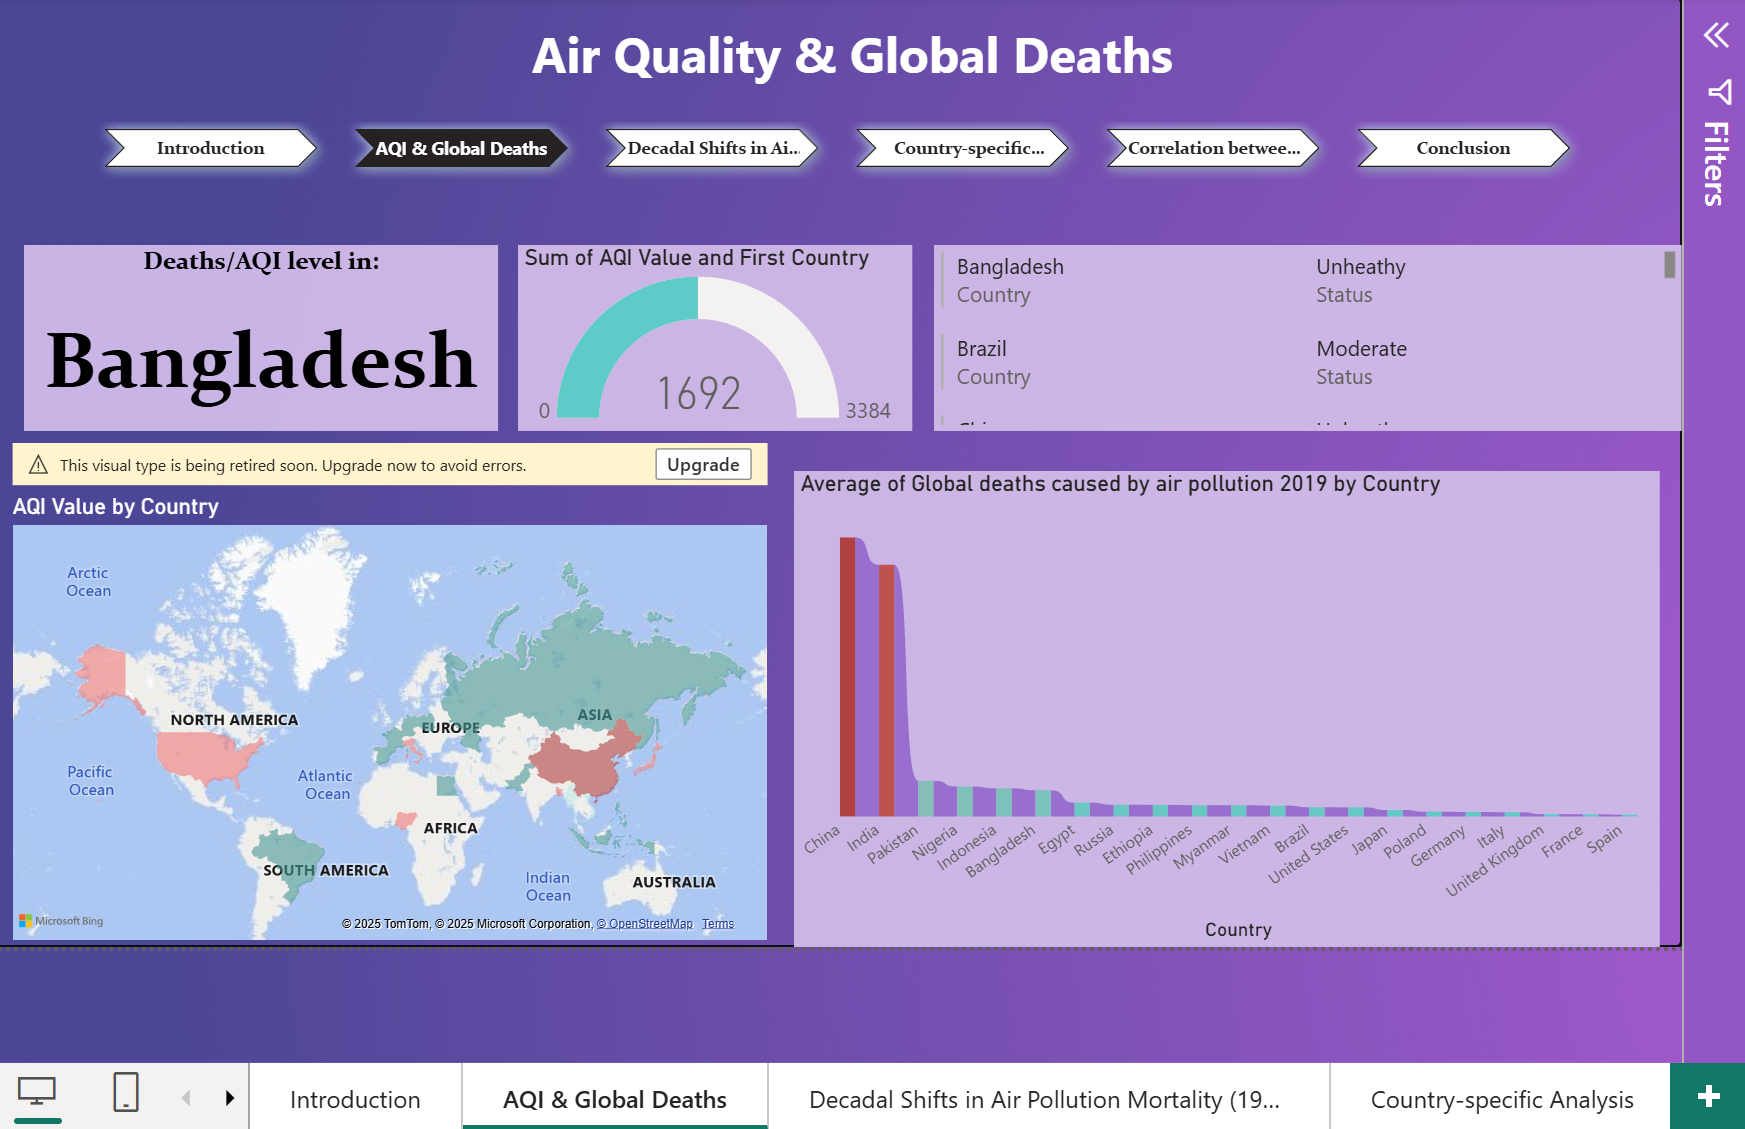 Air Quality & Global Deaths
Filters
Introduction
AQI & Global Deaths
Decadal Shifts in Ai...
Country-specific...
Correlation betwee...
Conclusion
Deaths/AQI level in:
Bangladesh
Sum of AQI Value and First Country
1692
0
3384
Bangladesh
Country
Unheathy
Status
Brazil
Country
Moderate
Status
This visual type is being retired soon. Upgrade now to avoid errors.
Upgrade
AQI Value by Country
Arctic
Ocean
NORTH AMERICA
EUROPE
ASIA
Pacific
Ocean
Atlantic
Ocean
AFRICA
SOUTH AMERICA
Indian
Ocean
AUSTRALIA
Microsoft Bing
© 2025 TomTom, © 2025 Microsoft Corporation, © OpenStreetMap Terms
Average of Global deaths caused by air pollution 2019 by Country
China
India
Pakistan
Nigeria
Indonesia
Bangladesh
Egypt
Russia
Ethiopia
Philippines
Myanmar
Vietnam
Brazil
United States
Japan
Poland
Germany
Italy
United Kingdom
France
Spain
Country
Introduction
AQI & Global Deaths
Decadal Shifts in Air Pollution Mortality (19...
Country-specific Analysis